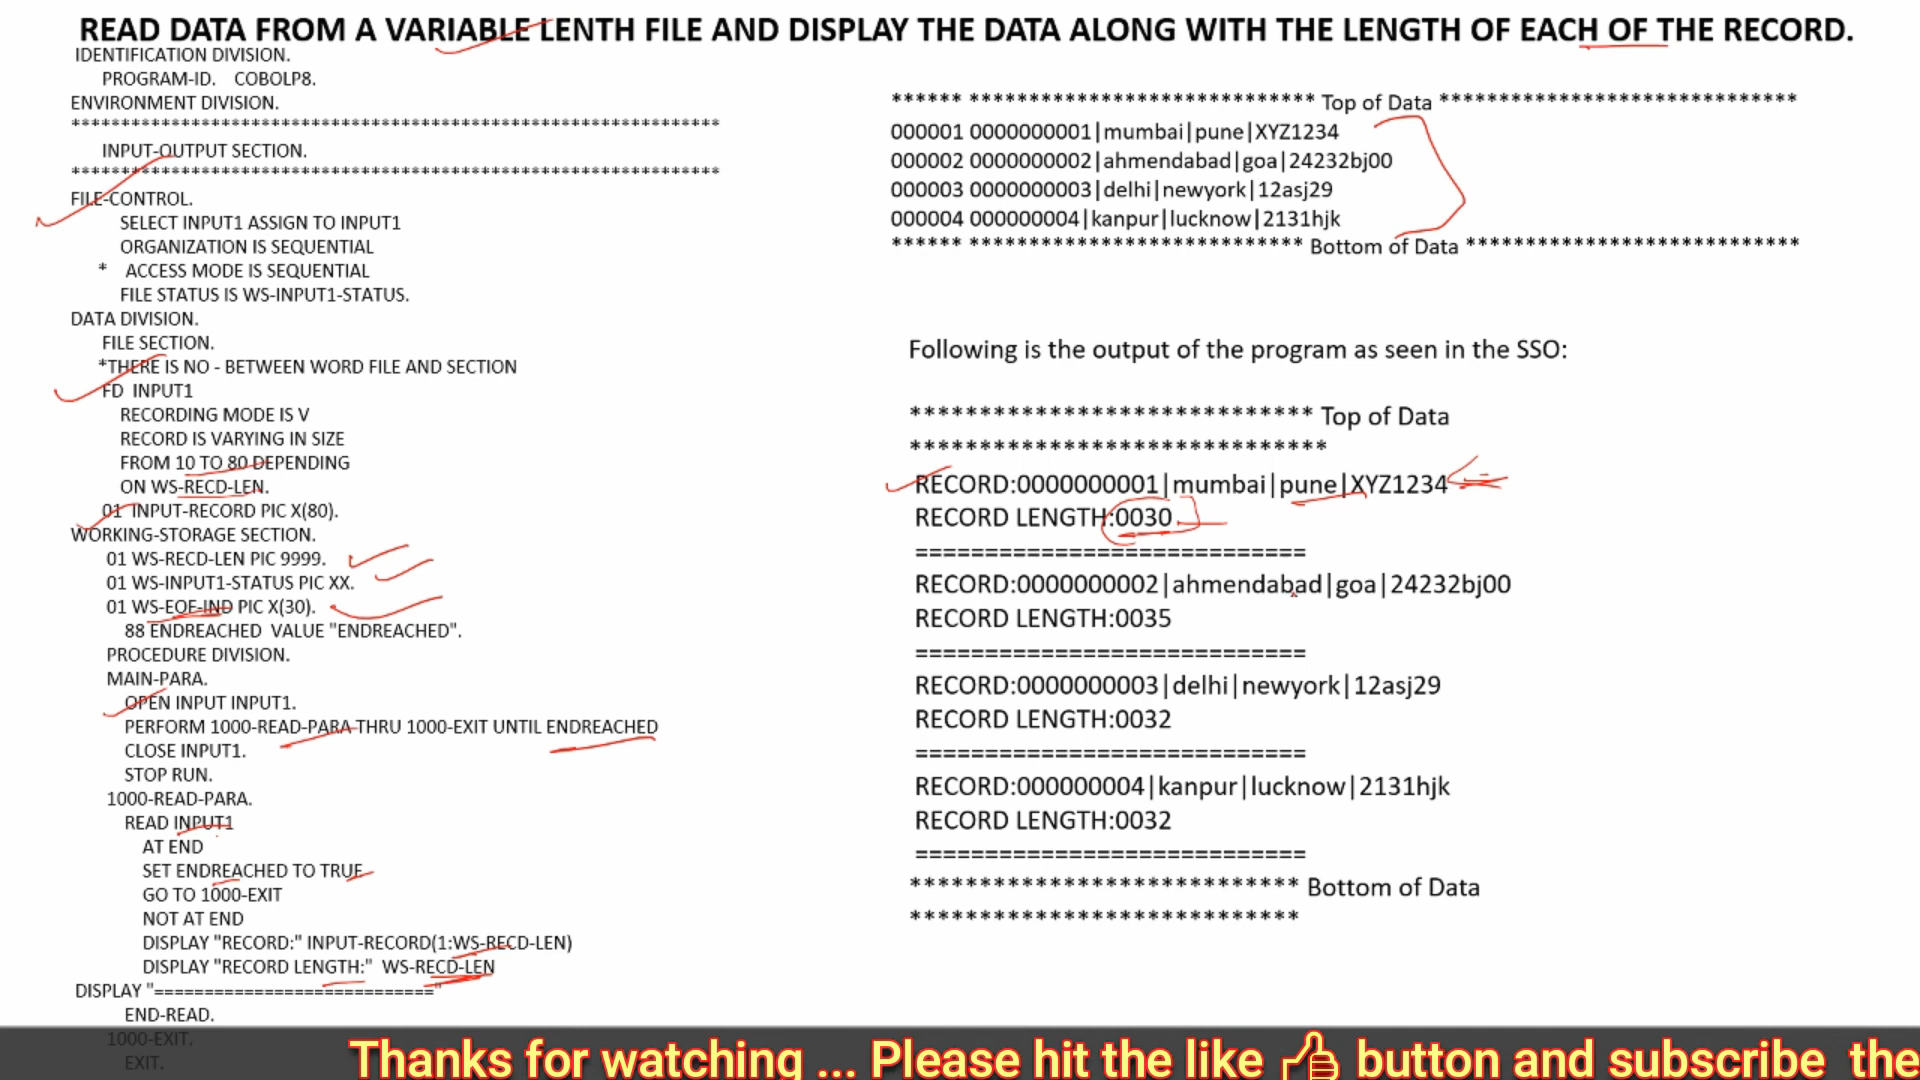 READ DATA FROM A VARIABLE LENTH FILE AND DISPLAY THE DATA ALONG WITH THE LENGTH OF EACH OF THE RECORD.
IDENTIFICATION DIVISION.
PROGRAM-ID. COBOLP8.
ENVIRONMENT DIVISION.
*****************************************************************
INPUT-OUTPUT SECTION.
*****************************************************************
FILE-CONTROL.
SELECT INPUT1 ASSIGN TO INPUT1
ORGANIZATION IS SEQUENTIAL
* ACCESS MODE IS SEQUENTIAL
FILE STATUS IS WS-INPUT1-STATUS.
DATA DIVISION.
FILE SECTION.
*THERE IS NO - BETWEEN WORD FILE AND SECTION
FD INPUT1
RECORDING MODE IS V
RECORD IS VARYING IN SIZE
FROM 10 TO 80 DEPENDING
ON WS-RECD-LEN.
01 INPUT-RECORD PIC X(80).
WORKING-STORAGE SECTION.
01 WS-RECD-LEN PIC 9999.
01 WS-INPUT1-STATUS PIC XX.
01 WS-EOF-IND PIC X(30).
88 ENDREACHED VALUE "ENDREACHED".
PROCEDURE DIVISION.
MAIN-PARA.
OPEN INPUT INPUT1.
PERFORM 1000-READ-PARA THRU 1000-EXIT UNTIL ENDREACHED
CLOSE INPUT1.
STOP RUN.
1000-READ-PARA.
READ INPUT1
AT END
SET ENDREACHED TO TRUE
GO TO 1000-EXIT
NOT AT END
DISPLAY "RECORD:" INPUT-RECORD(1:WS-RECD-LEN)
DISPLAY "RECORD LENGTH:" WS-RECD-LEN
DISPLAY "============================"
END-READ.
1000-EXIT.
EXIT.
****** ***************************** Top of Data ******************************
000001 0000000001|mumbai|pune|XYZ1234
000002 0000000002|ahmendabad|goa|24232bj00
000003 0000000003|delhi|newyork|12asj29
000004 000000004|kanpur|lucknow|2131hjk
****** **************************** Bottom of Data ****************************
Following is the output of the program as seen in the SSO:
***************************** Top of Data
******************************
RECORD:0000000001|mumbai|pune|XYZ1234
RECORD LENGTH:0030
============================
RECORD:0000000002|ahmendabad|goa|24232bj00
RECORD LENGTH:0035
============================
RECORD:0000000003|delhi|newyork|12asj29
RECORD LENGTH:0032
============================
RECORD:000000004|kanpur|lucknow|2131hjk
RECORD LENGTH:0032
============================
**************************** Bottom of Data
****************************
Thanks for watching ... Please hit the like 👍 button and subscribe the